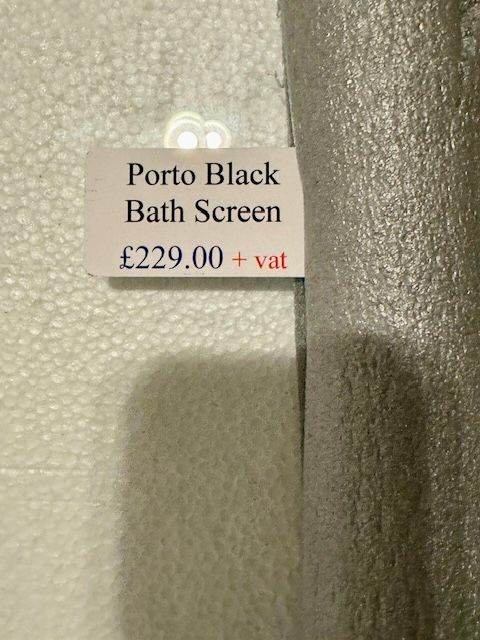 Porto Black
Bath Screen
£229.00 + vat